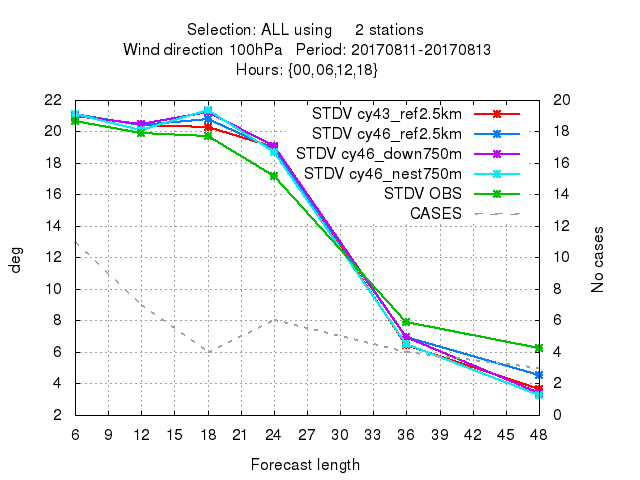 Selection: ALL using 2 stations
Wind direction 100hPa Period: 20170811-20170813
Hours: {00,06,12,18}
STDV cy43_ref2.5km
STDV cy46_ref2.5km
STDV cy46_down750m
STDV cy46_nest750m
STDV OBS
CASES
22
20
18
16
14
12
10
8
6
4
2
deg
20
18
16
14
12
10
8
6
4
2
0
No cases
6 12 15 18 21 24 27 30 33 36 39 42 45 48
Forecast length